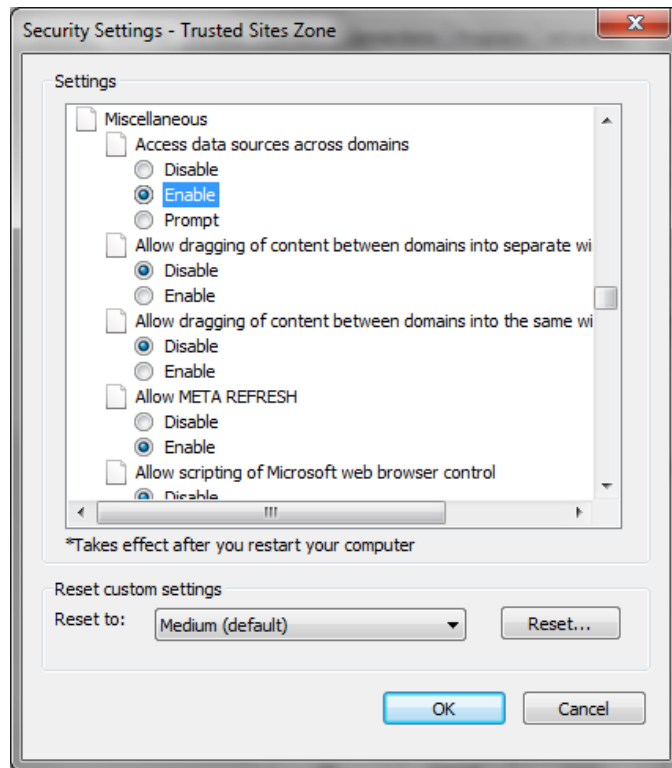 Security Settings - Trusted Sites Zone
Settings
Miscellaneous
Access data sources across domains
Disable
Enable
Prompt
Allow dragging of content between domains into separate wi
Disable
Enable
Allow dragging of content between domains into the same wi
Disable
Enable
Allow META REFRESH
Disable
Enable
Allow scripting of Microsoft web browser control
Disable
*Takes effect after you restart your computer
Reset custom settings
Reset to:
Medium (default)
Reset...
OK
Cancel